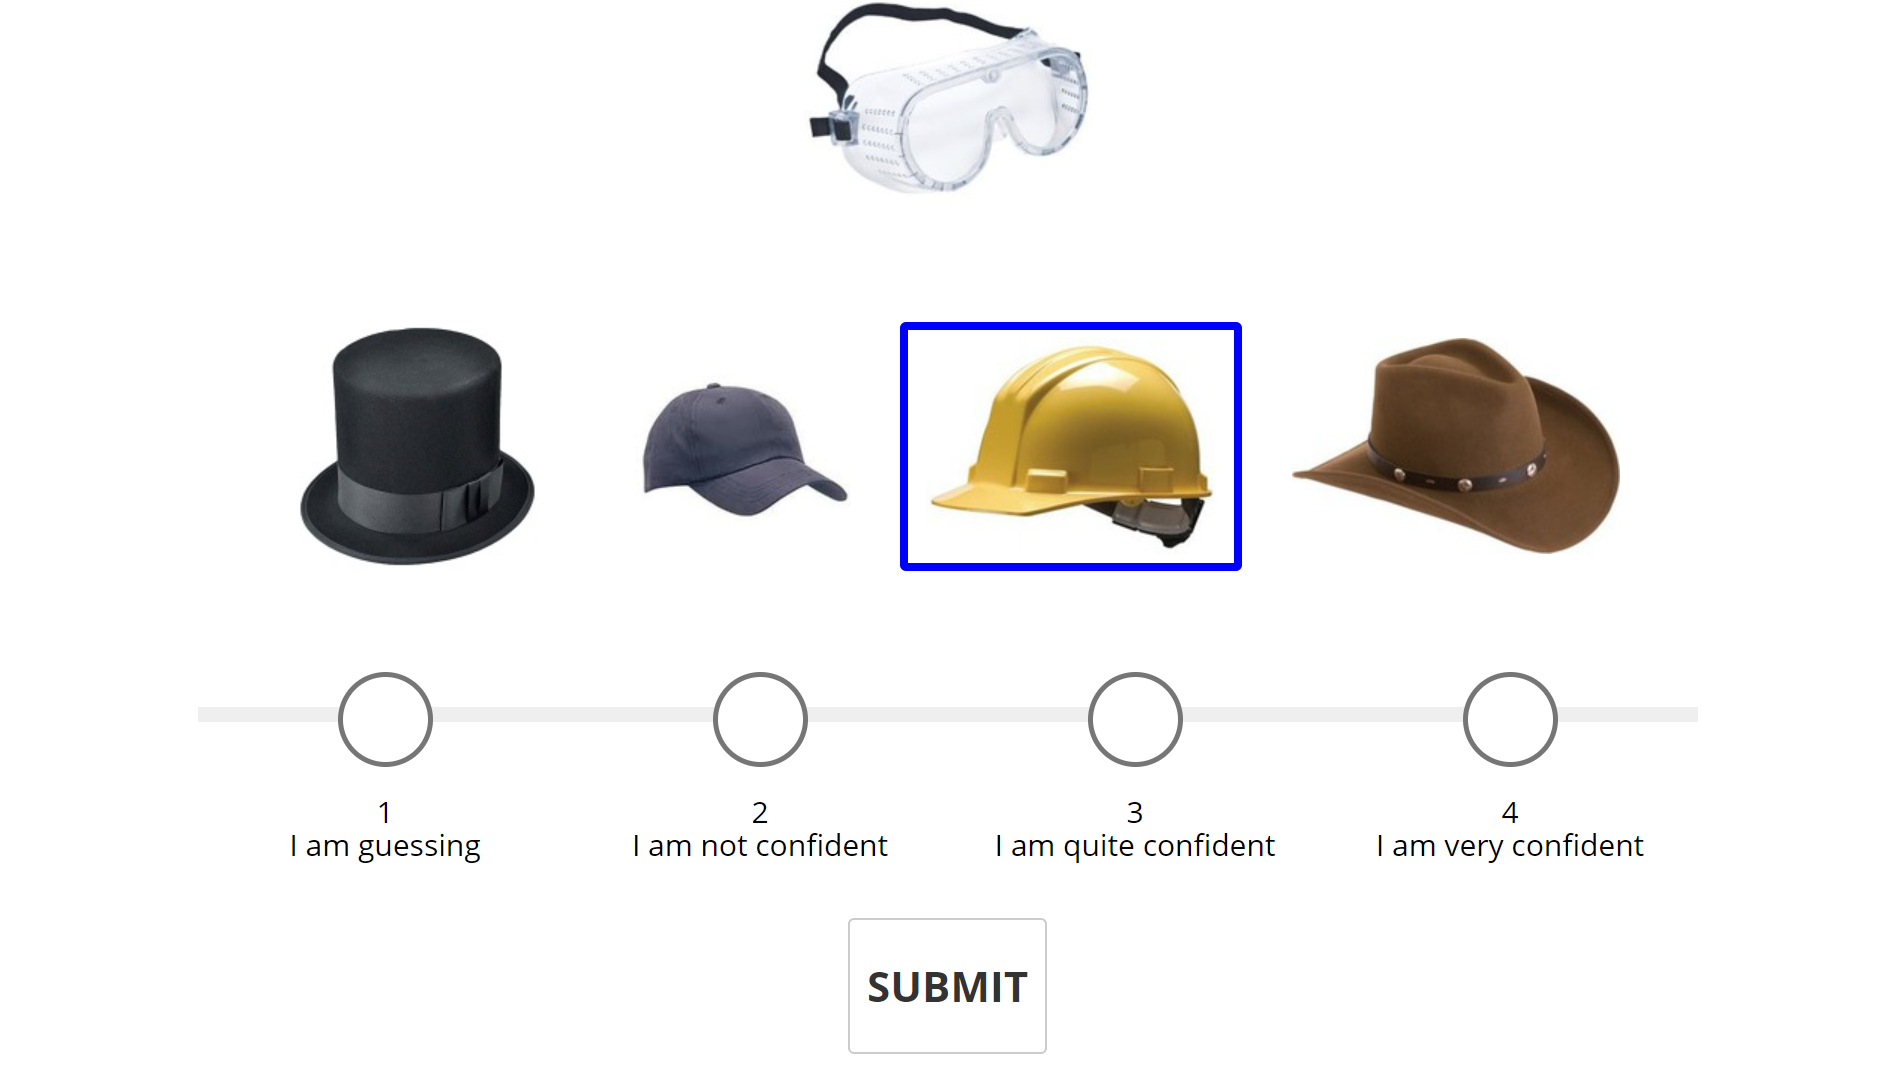 1
I am guessing
2
I am not confident
3
I am quite confident
4
I am very confident
SUBMIT